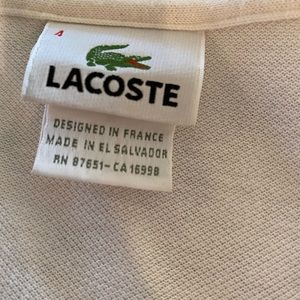 4
LACOSTE
DESIGNED IN FRANCE
MADE IN EL SALVADOR
RN 87651-CA 16998